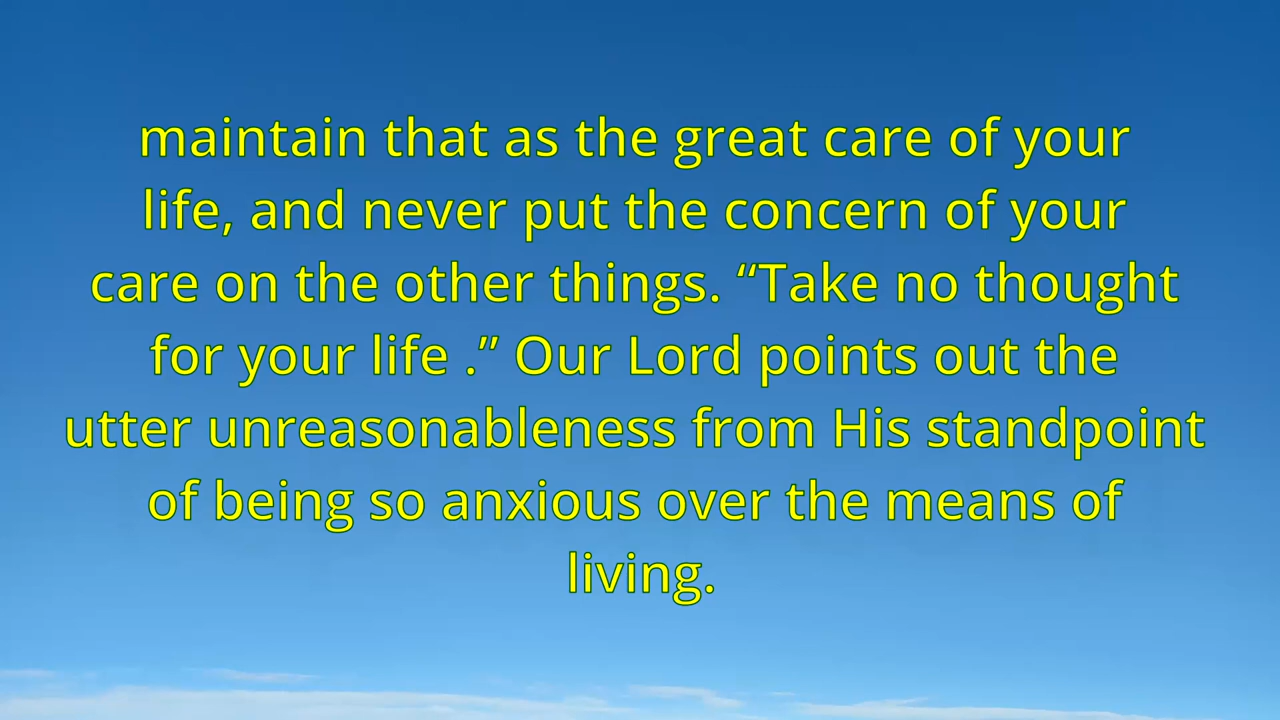 maintain that as the great care of your
life, and never put the concern of your
care on the other things. “Take no thought
for your life .” Our Lord points out the
utter unreasonableness from His standpoint
of being so anxious over the means of
living.